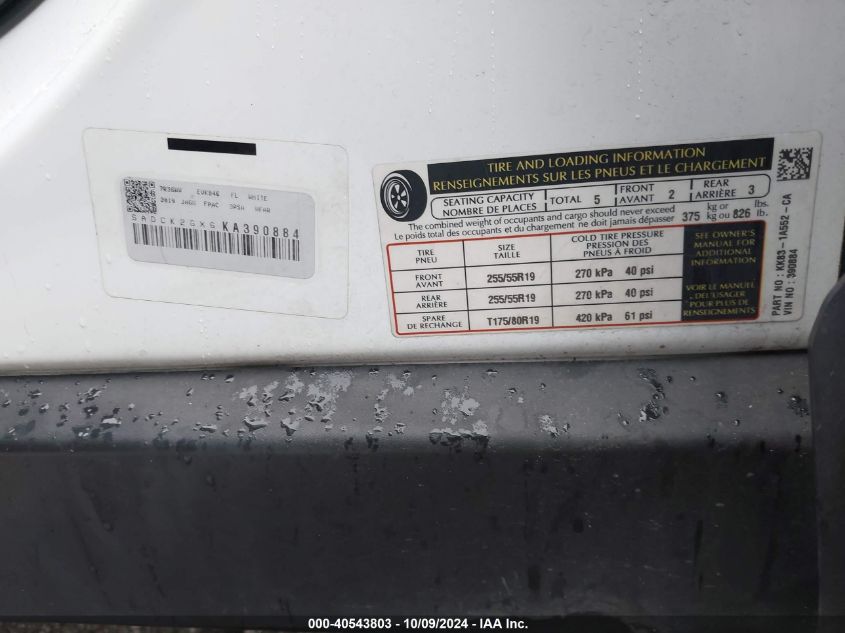 EVK046 FL WHITE
2019 JAGU FPAC
SADCK2GX6KA390884
TIRE AND LOADING INFORMATION
RENSEIGNEMENTS SUR LES PNEUS ET LE CHARGEMENT
SEATING CAPACITY TOTAL 5 FRONT 2 REAR 3
NOMBRE DE PLACES AVANT ARRIÈRE
The combined weight of occupants and cargo should never exceed 375 kg or 826 lbs.
Le poids total des occupants et du chargement ne doit jamais dépasser kg ou lb.
TIRE SIZE COLD TIRE PRESSURE
PNEU TAILLE PRESSION DES
PNEUS À FROID
FRONT 255/55R19 270 kPa 40 psi
AVANT
REAR 255/55R19 270 kPa 40 psi
ARRIÈRE
SPARE T175/80R19 420 kPa 61 psi
DE RECHANGE
SEE OWNER'S
MANUAL FOR
ADDITIONAL
INFORMATION
VOIR LE MANUEL
DE L'USAGER
POUR PLUS DE
RENSEIGNEMENTS
PART NO : KK83-1A552-CA
VIN NO : 390884
000-40543803 - 10/09/2024 - IAA Inc.